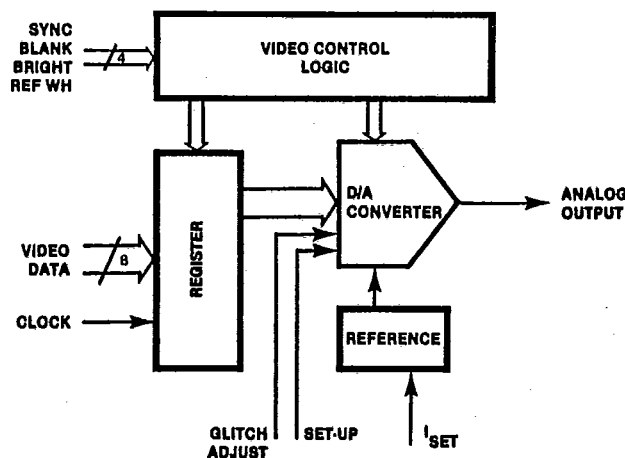 SYNC
BLANK
BRIGHT
REF WH
4
VIDEO CONTROL
LOGIC
D/A
CONVERTER
ANALOG
OUTPUT
VIDEO
DATA
8
REGISTER
CLOCK
REFERENCE
GLITCH
ADJUST
SET-UP
I SET